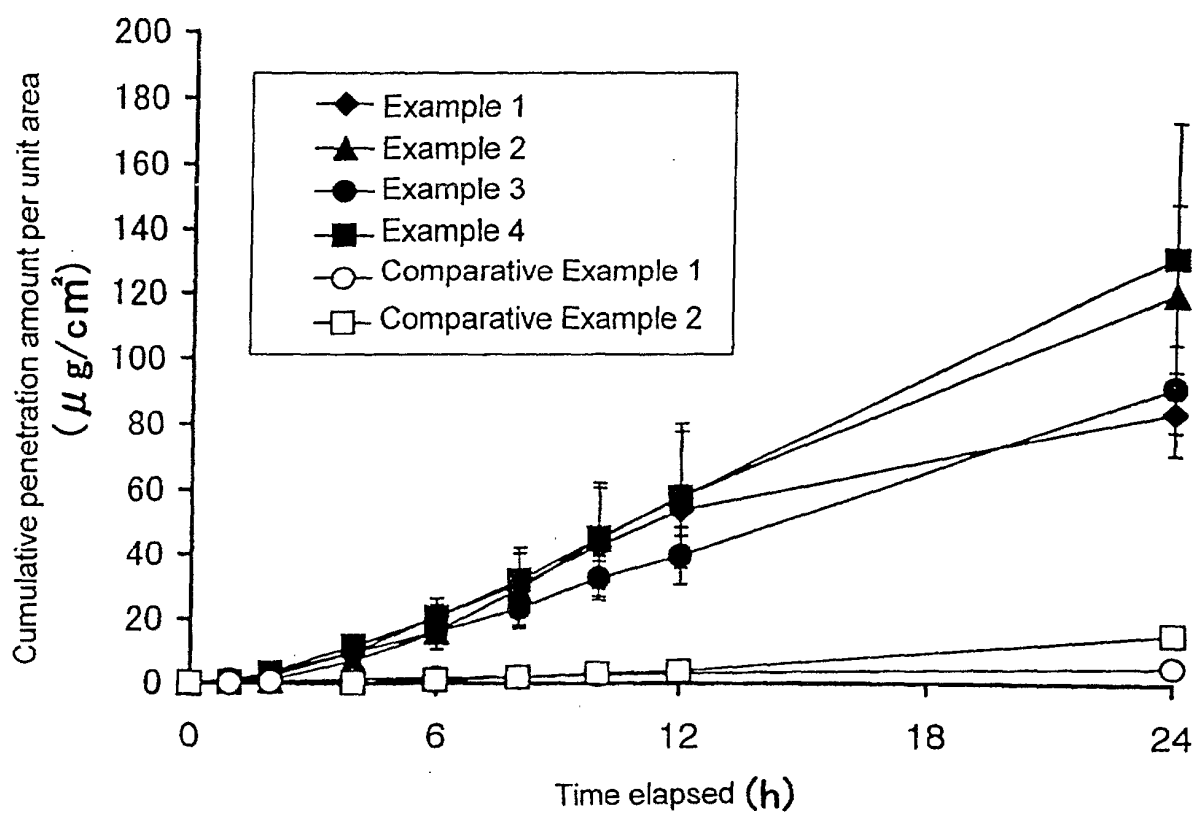 Cumulative penetration amount per unit area
(μg/cm²)
200
180
160
140
120
100
80
60
40
20
0
Example 1
Example 2
Example 3
Example 4
Comparative Example 1
Comparative Example 2
0 6 12 18 24
Time elapsed (h)